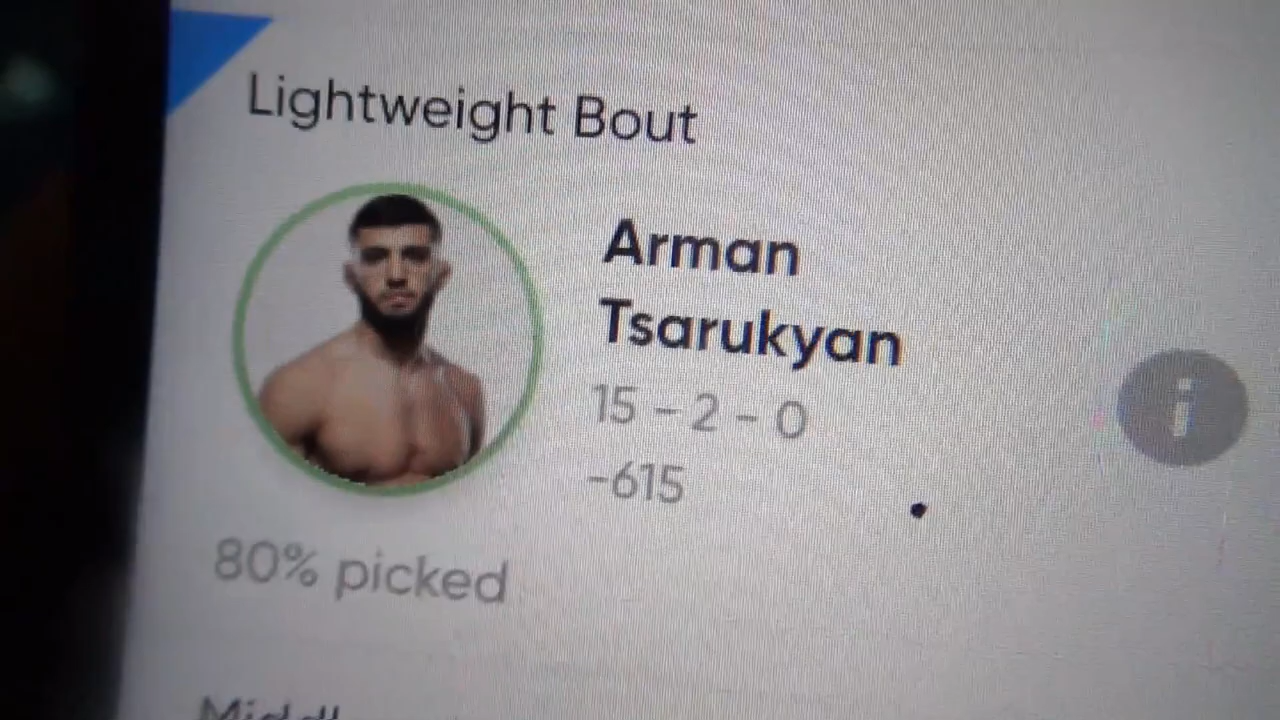 Lightweight Bout
Arman
Tsarukyan
15 - 2 - 0
-615
80% picked
i